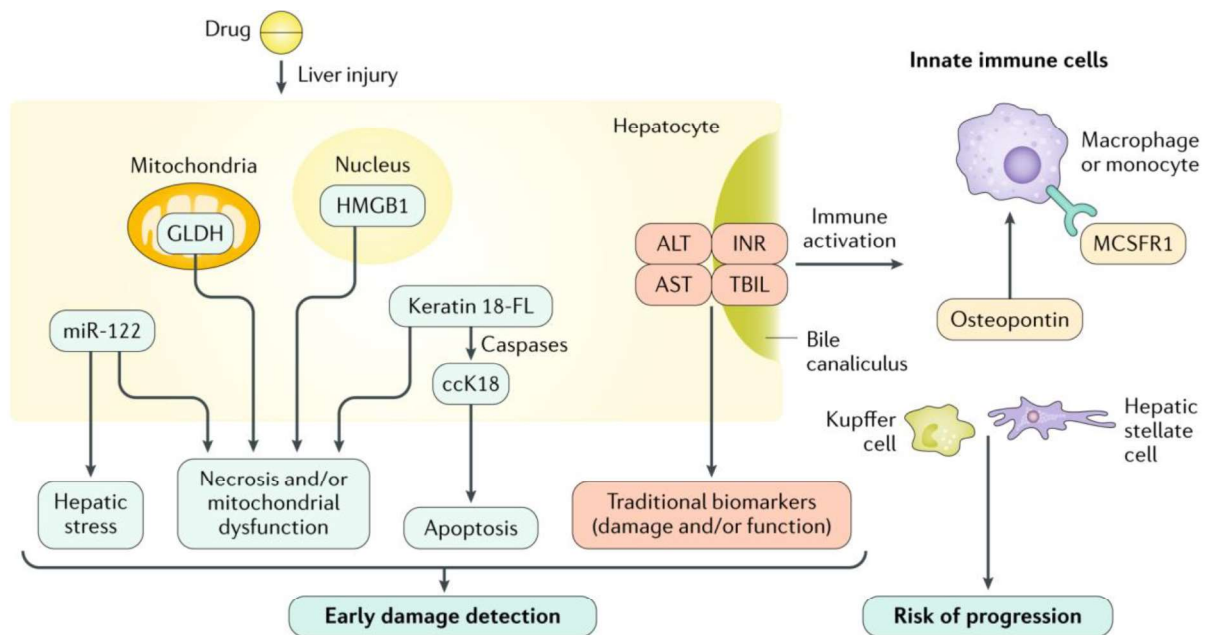 Drug
Liver injury
Innate immune cells
Hepatocyte
Mitochondria
GLDH
Nucleus
HMGB1
Macrophage
or monocyte
MCSFR1
ALT
INR
AST
TBIL
Immune
activation
Osteopontin
miR-122
Keratin 18-FL
Caspases
ccK18
Bile
canaliculus
Kupffer
cell
Hepatic
stellate
cell
Hepatic
stress
Necrosis and/or
mitochondrial
dysfunction
Apoptosis
Traditional biomarkers
(damage and/or function)
Early damage detection
Risk of progression